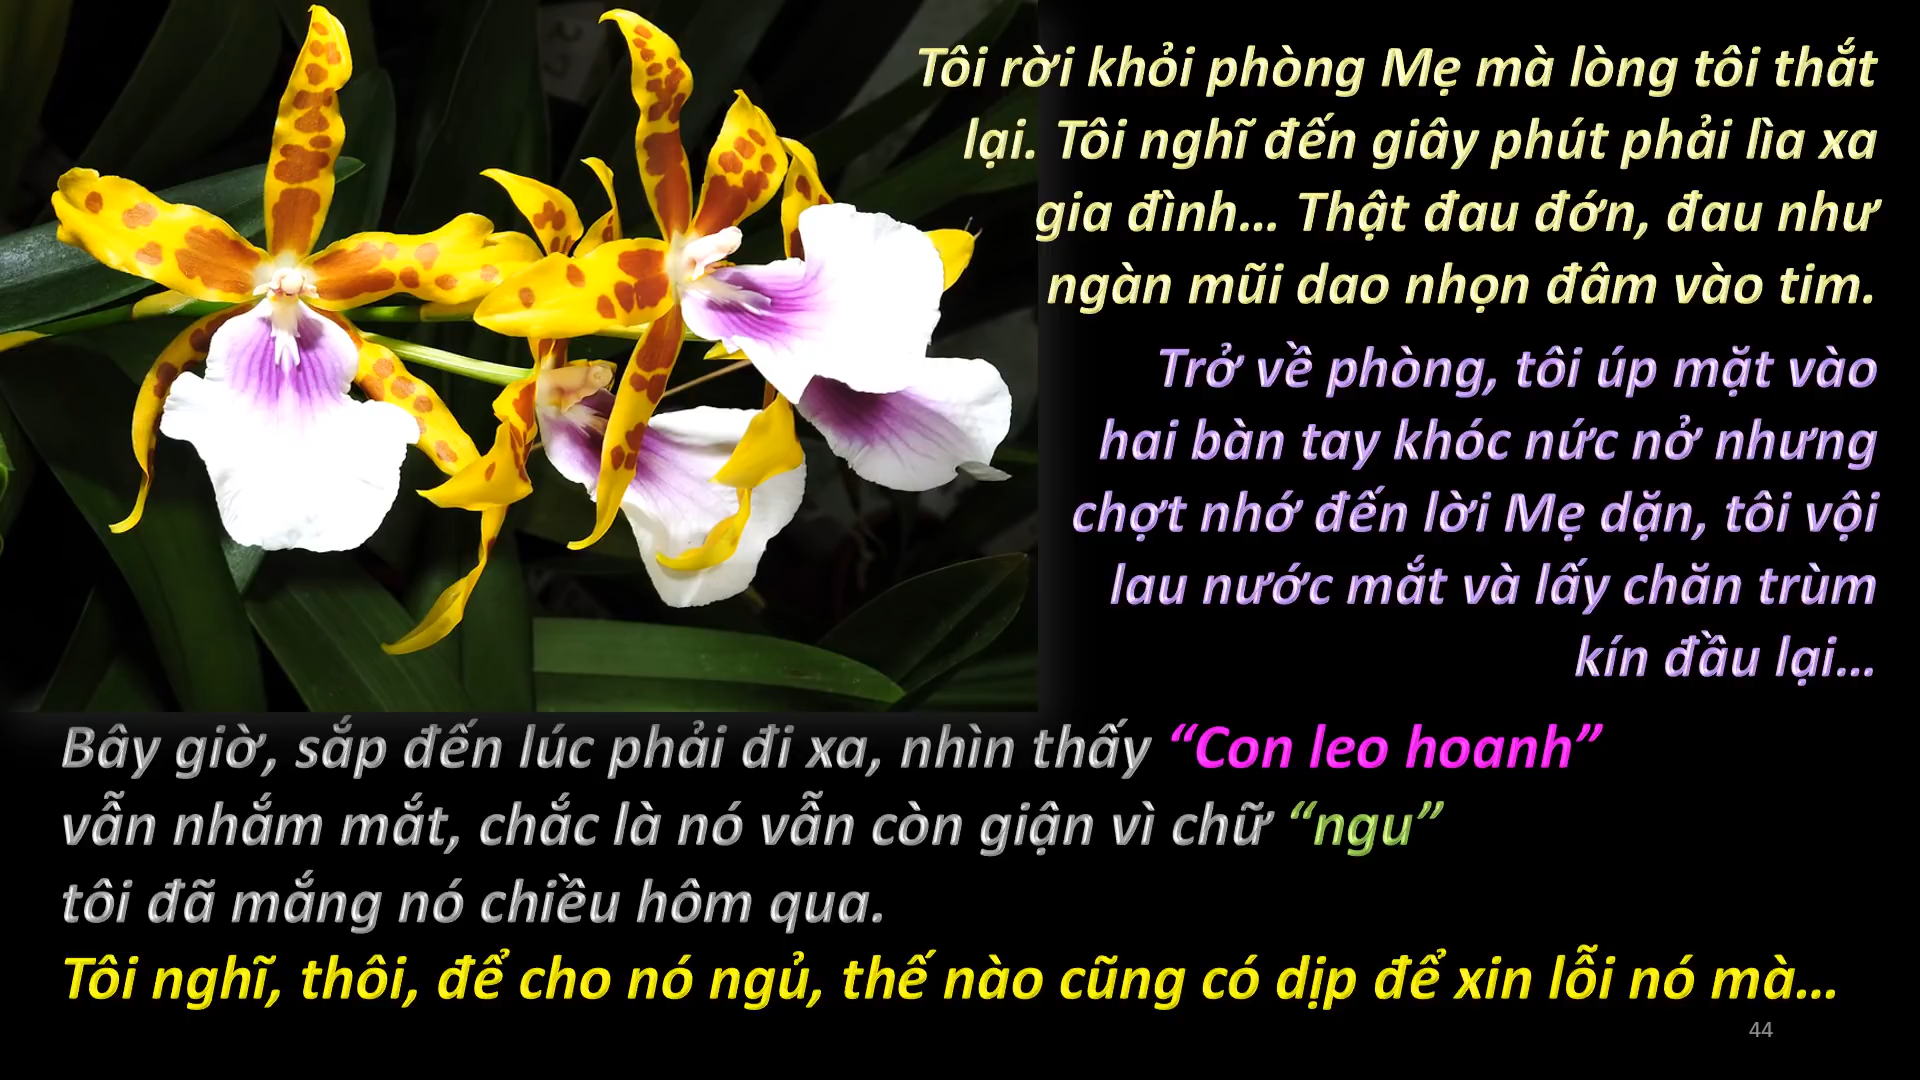 Tôi rời khỏi phòng Mẹ mà lòng tôi thắt
lại. Tôi nghĩ đến giây phút phải lìa xa
gia đình... Thật đau đớn, đau như
ngàn mũi dao nhọn đâm vào tim.
Trở về phòng, tôi úp mặt vào
hai bàn tay khóc nức nở nhưng
chợt nhớ đến lời Mẹ dặn, tôi vội
lau nước mắt và lấy chăn trùm
kín đầu lại...
Bây giờ, sắp đến lúc phải đi xa, nhìn thấy “Con leo hoanh”
vẫn nhắm mắt, chắc là nó vẫn còn giận vì chữ “ngu”
tôi đã mắng nó chiều hôm qua.
Tôi nghĩ, thôi, để cho nó ngủ, thế nào cũng có dịp để xin lỗi nó mà...
44